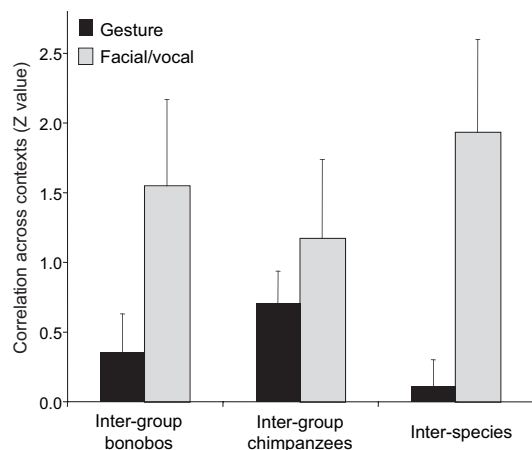 Gesture
Facial/vocal
Correlation across contexts (Z value)
2.5
2.0
1.5
1.0
0.5
0.0
Inter-group
bonobos
Inter-group
chimpanzees
Inter-species